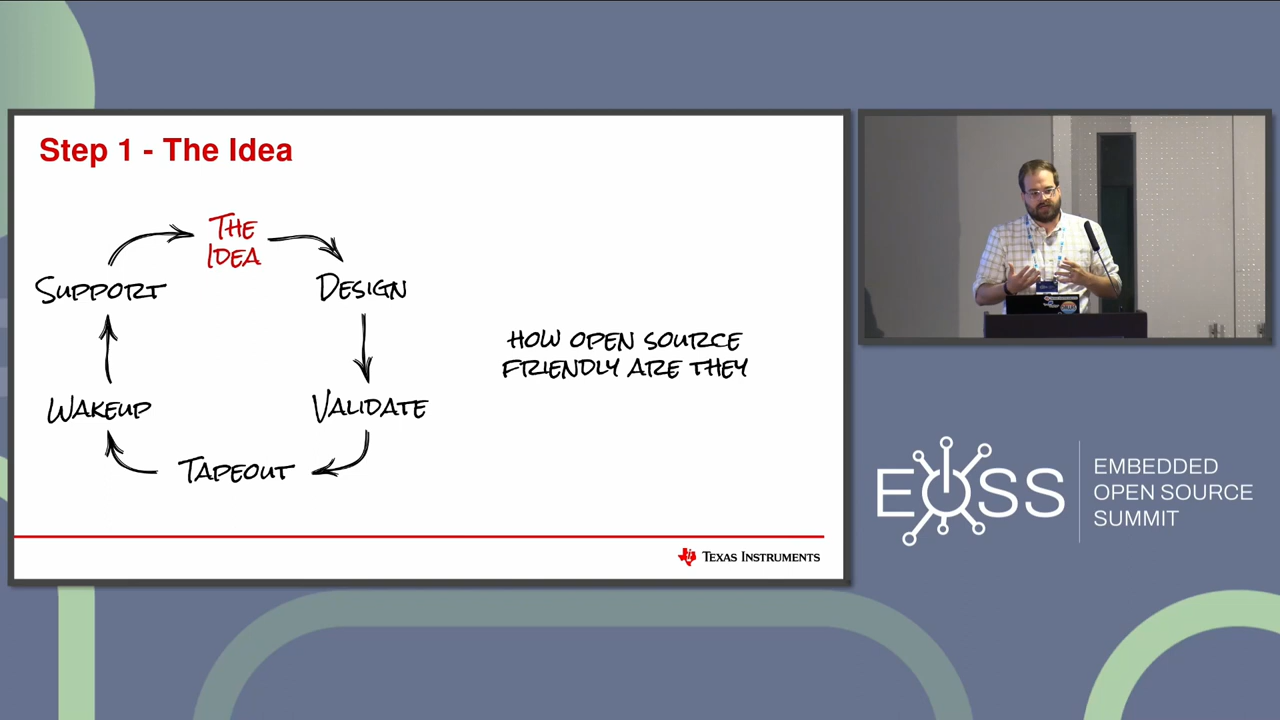 Step 1 - The Idea
THE
IDEA
SUPPORT
DESIGN
HOW OPEN SOURCE
FRIENDLY ARE THEY
WAKEUP
VALIDATE
TAPEOUT
TEXAS INSTRUMENTS
EOSS
EMBEDDED
OPEN SOURCE
SUMMIT